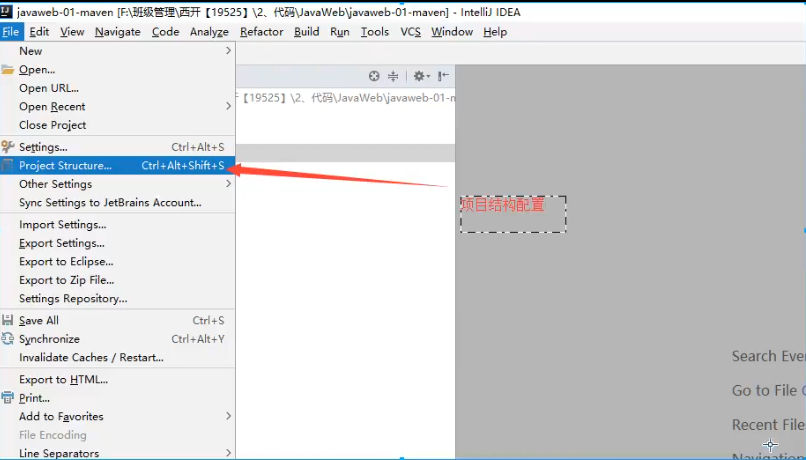 javaweb-01-maven [F:\班级管理\西开【19525】\2、代码\JavaWeb\javaweb-01-maven] - IntelliJ IDEA
File Edit View Navigate Code Analyze Refactor Build Run Tools VCS Window Help
New
Open...
【19525】\2、代码\JavaWeb\javaweb-01-m
Open URL...
Open Recent
Close Project
Settings... Ctrl+Alt+S
Project Structure... Ctrl+Alt+Shift+S
Other Settings
Sync Settings to JetBrains Account...
项目结构配置
Import Settings...
Export Settings...
Export to Eclipse...
Export to Zip File...
Settings Repository...
Save All Ctrl+S
Synchronize Ctrl+Alt+Y
Invalidate Caches / Restart...
Search Eve
Export to HTML...
Go to File
Print...
Add to Favorites
Recent File
File Encoding
Line Separators
Navigation